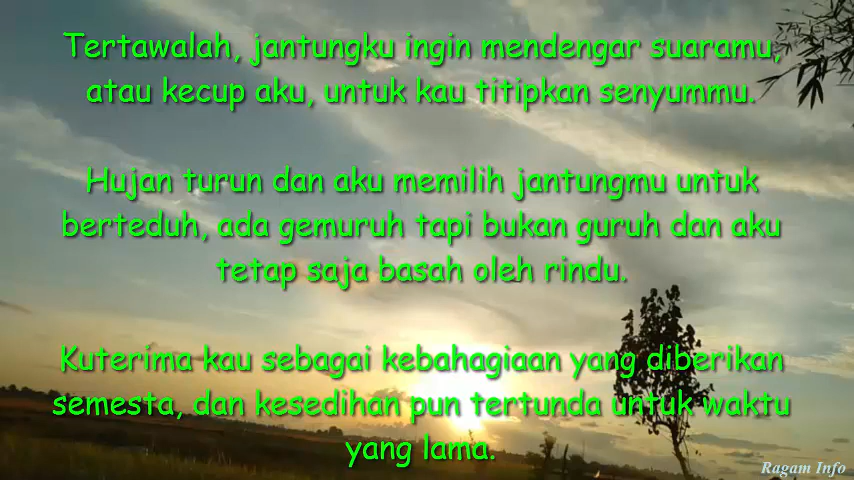 Tertawalah, jantungku ingin mendengar suaramu,
atau kecup aku, untuk kau titipkan senyummu.
Hujan turun dan aku memilih jantungmu untuk
berteduh, ada gemuruh tapi bukan guruh dan aku
tetap saja basah oleh rindu.
Kuterima kau sebagai kebahagiaan yang diberikan
semesta, dan kesedihan pun tertunda untuk waktu
yang lama.
Ragam Info